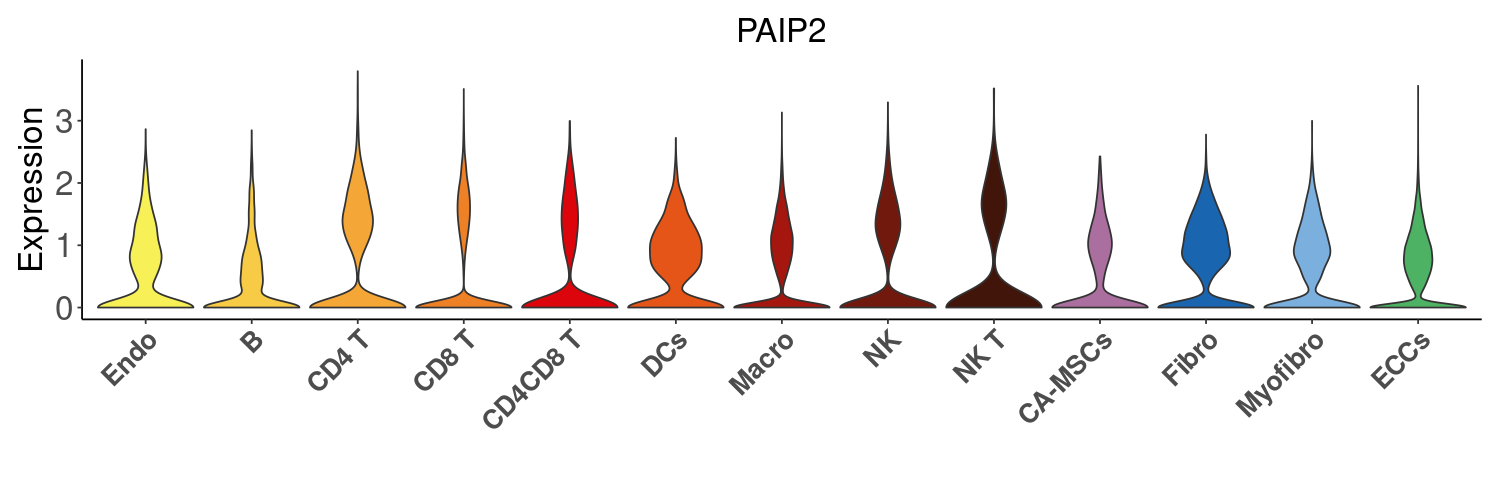 PAIP2
Expression
3
2
1
0
Endo
B
CD4 T
CD8 T
CD4CD8 T
DCs
Macro
NK
NK T
CA-MSCs
Fibro
Myofibro
ECCs